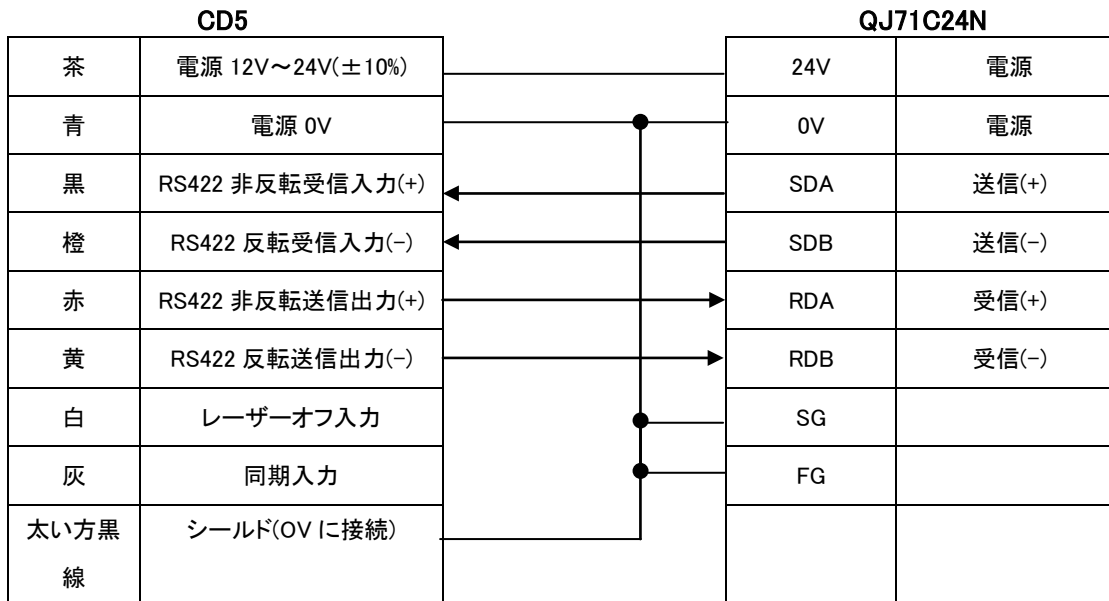 CD5 QJ71C24N
茶 電源 12V～24V(±10%) 24V 電源
青 電源 0V 0V 電源
黒 RS422 非反転受信入力(+) SDA 送信(+)
橙 RS422 反転受信入力(-) SDB 送信(-)
赤 RS422 非反転送信出力(+) RDA 受信(+)
黄 RS422 反転送信出力(-) RDB 受信(-)
白 レーザーオフ入力 SG
灰 同期入力 FG
太い方黒 シールド(0V に接続)
線